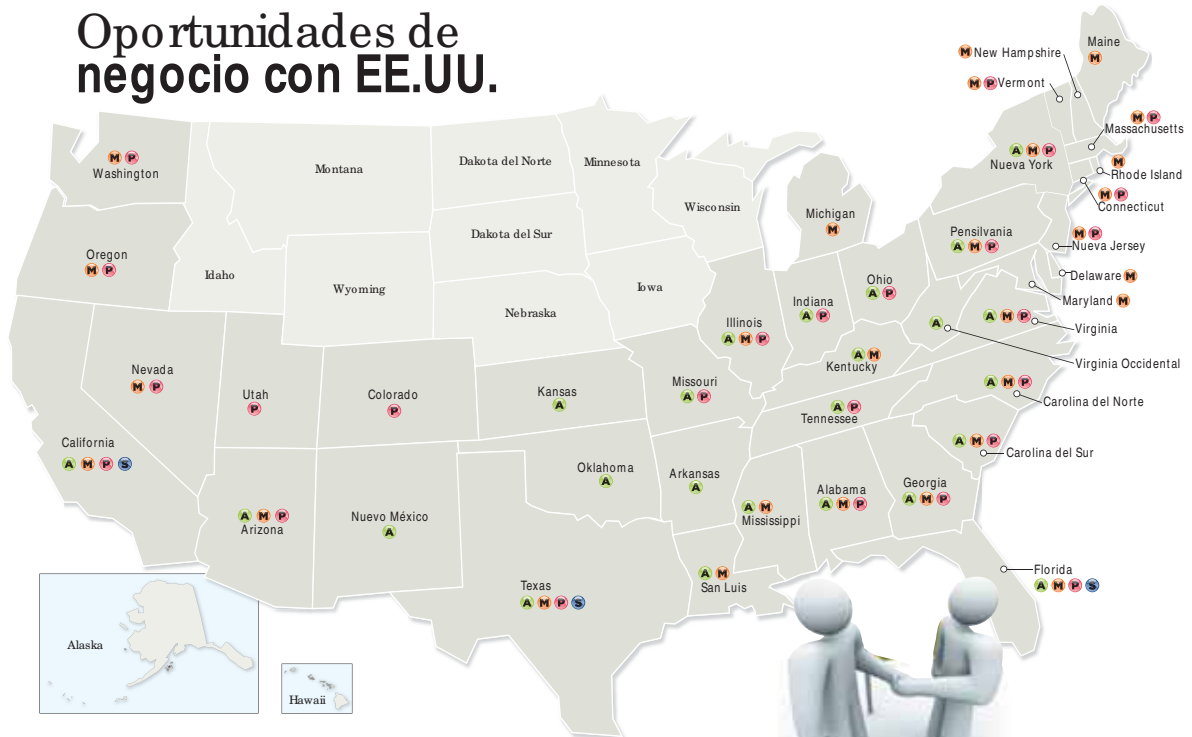 Oportunidades de
negocio con EE.UU.
M New Hampshire
Maine
M
M P Vermont
M P
Massachusetts
M P
Washington
Montana
Dakota del Norte
Minnesota
A M P
Nueva York
M
Rhode Island
M P
Connecticut
Wisconsin
Michigan
M
Dakota del Sur
Pensilvania
A M P
M P
Nueva Jersey
Oregon
M P
Idaho
Wyoming
Iowa
Ohio
A P
Delaware M
Maryland M
Nebraska
Illinois
A M P
Indiana
A P
A
A M P
Virginia
Virginia Occidental
A M
Kentucky
Nevada
M P
Utah
P
Colorado
P
Kansas
A
Missouri
A P
A P
Tennessee
A M P
Carolina del Norte
California
A M P S
Oklahoma
A
Arkansas
A
A M P
Carolina del Sur
A M P
Arizona
Nuevo México
A
A M
Mississippi
Alabama
A M P
Georgia
A M P
Texas
A M P S
A M
San Luis
Florida
A M P S
Alaska
Hawaii